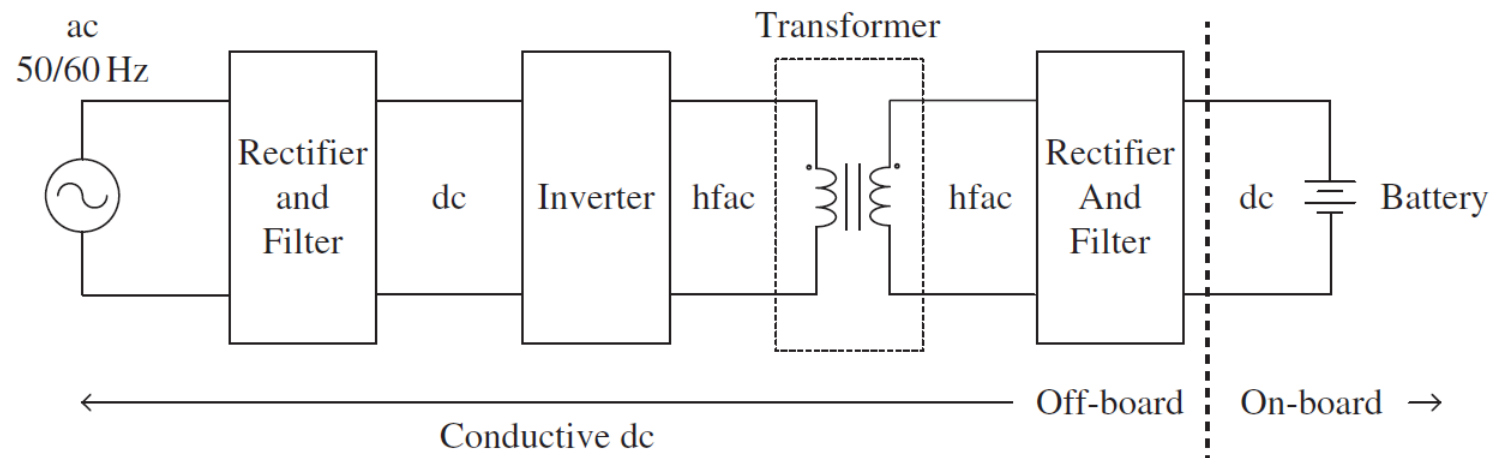 ac
50/60 Hz
Transformer
Rectifier
and
Filter
dc
Inverter
hfac
hfac
Rectifier
And
Filter
dc
Battery
Off-board
On-board
Conductive dc